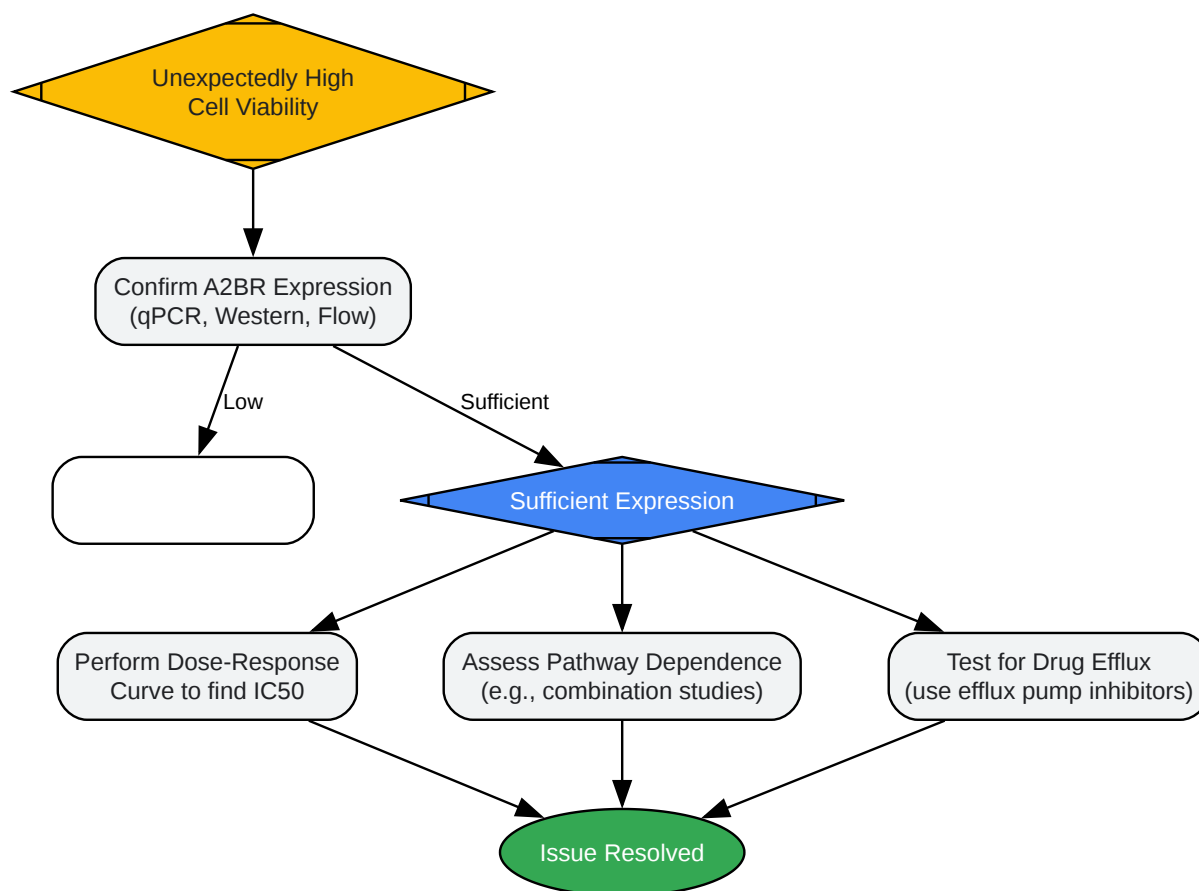 Unexpectedly High
Cell Viability
Confirm A2BR Expression
(qPCR, Western, Flow)
Low
Sufficient
Sufficient Expression
Perform Dose-Response
Curve to find IC50
Assess Pathway Dependence
(e.g., combination studies)
Test for Drug Efflux
(use efflux pump inhibitors)
Issue Resolved